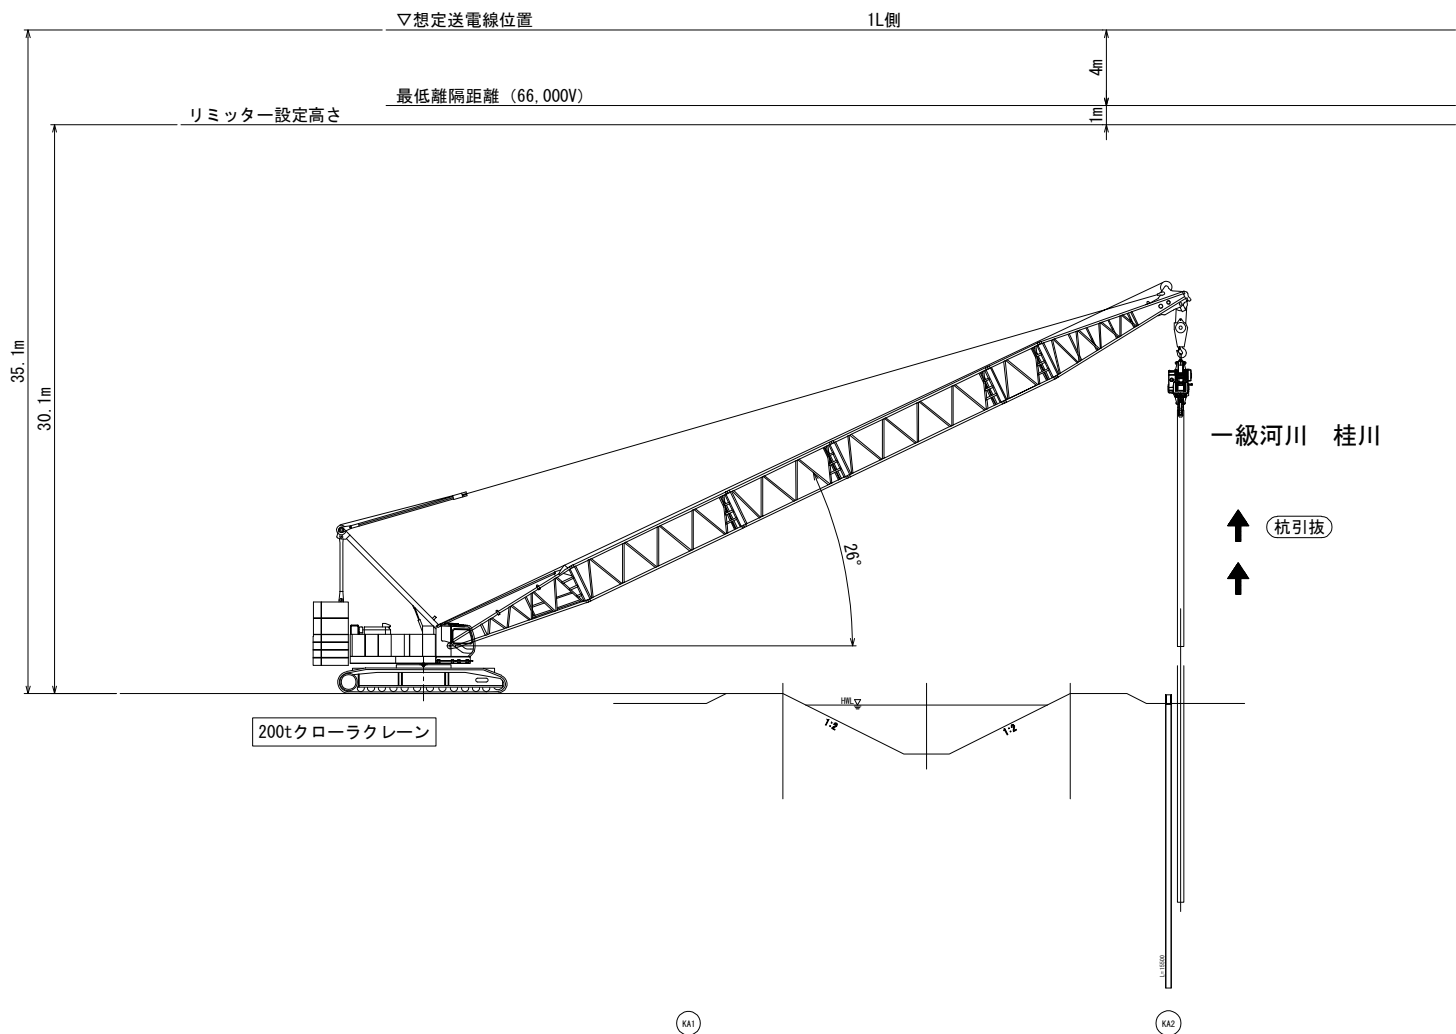 ▽想定送電線位置
1L側
4m
最低離隔距離（66,000V）
1m
リミッター設定高さ
35.1m
30.1m
一級河川　桂川
杭引抜
26°
HWL
1:2
1:2
200tクローラクレーン
L=15500
KA1
KA2